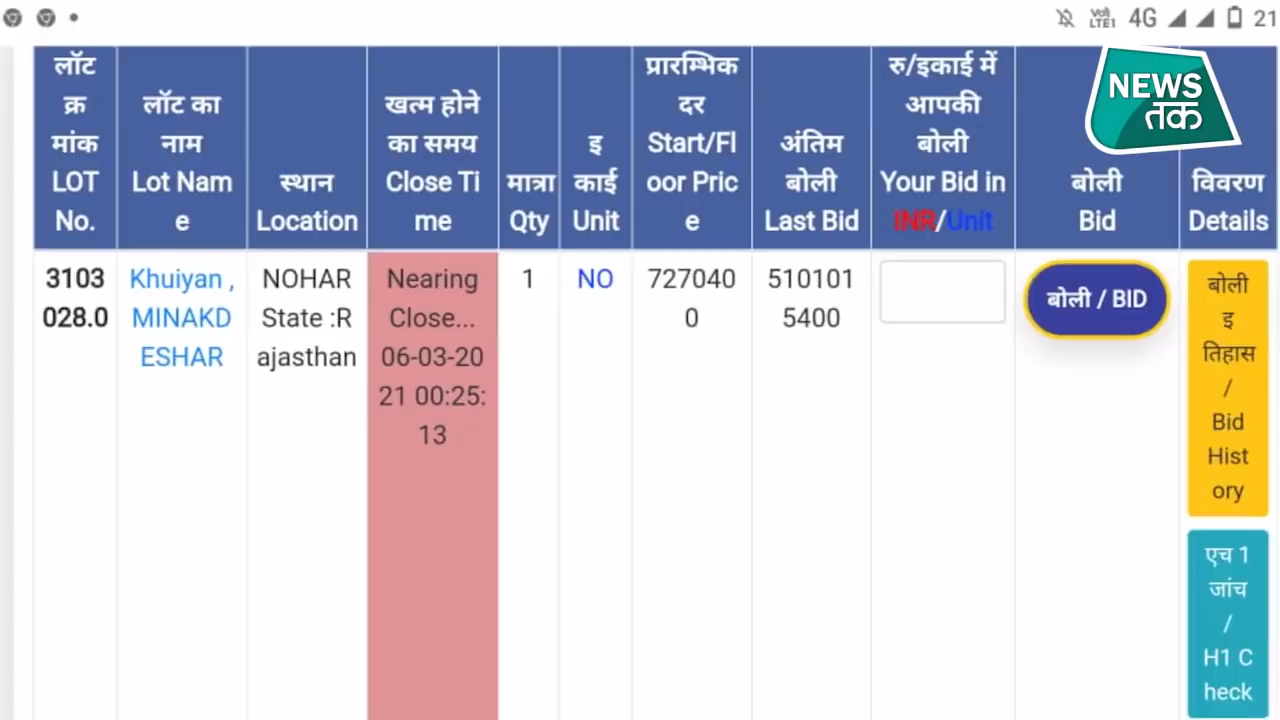 VoLTE1 4G 21
NEWS
तक
लॉट
क्र
मांक
LOT
No.
लॉट का
नाम
Lot Nam
e
स्थान
Location
खत्म होने
का समय
Close Ti
me
मात्रा
Qty
इ
काई
Unit
प्रारम्भिक
दर
Start/Fl
oor Pric
e
अंतिम
बोली
Last Bid
रु/इकाई में
आपकी
बोली
Your Bid in
INR/Unit
बोली
Bid
विवरण
Details
3103
028.0
Khuiyan ,
MINAKD
ESHAR
NOHAR
State :R
ajasthan
Nearing
Close...
06-03-20
21 00:25:
13
1
NO
727040
0
510101
5400
बोली / BID
बोली
इ
तिहास
/
Bid
Hist
ory
एच 1
जांच
/
H1 C
heck